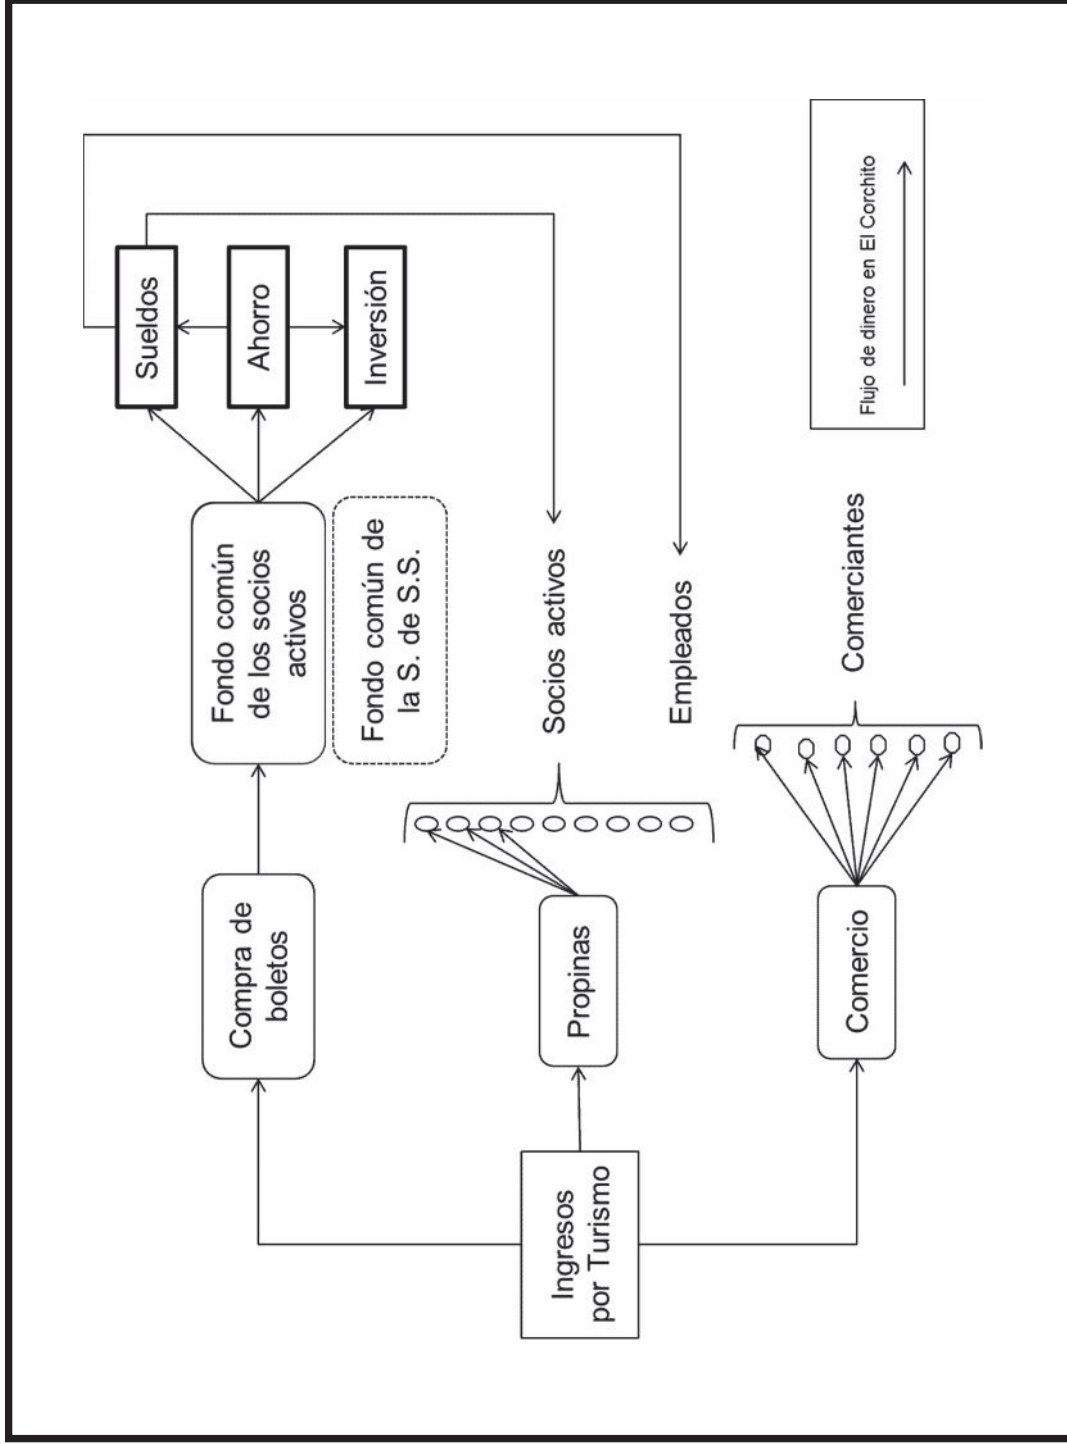 Ingresos
por Turismo
Compra de
boletos
Propinas
Comercio
Fondo común
de los socios
activos
Fondo común de
la S. de S.S.
Sueldos
Ahorro
Inversión
Socios activos
Empleados
Comerciantes
Flujo de dinero en El Corchito